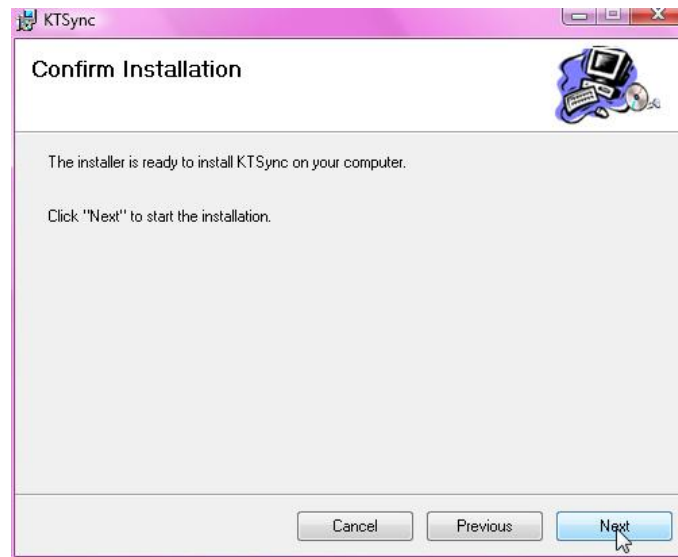 KTSync
Confirm Installation
The installer is ready to install KTSync on your computer.
Click "Next" to start the installation.
Cancel
Previous
Next